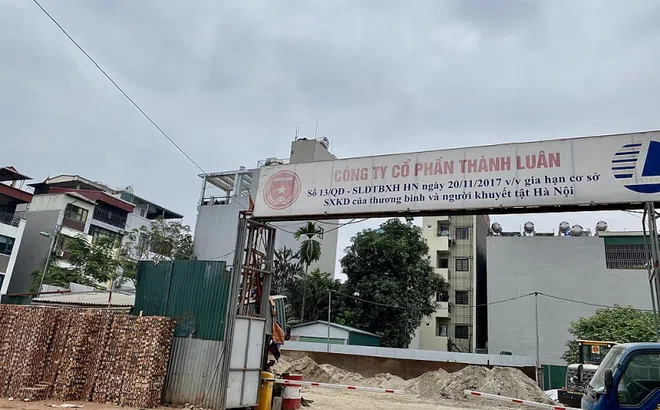 CÔNG TY CỔ PHẦN THÀNH LUÂN
Số 13/QĐ - SLĐTBXH HN ngày 20/11/2017 v/v gia hạn cơ sở
SXKD của thương binh và người khuyết tật Hà Nội